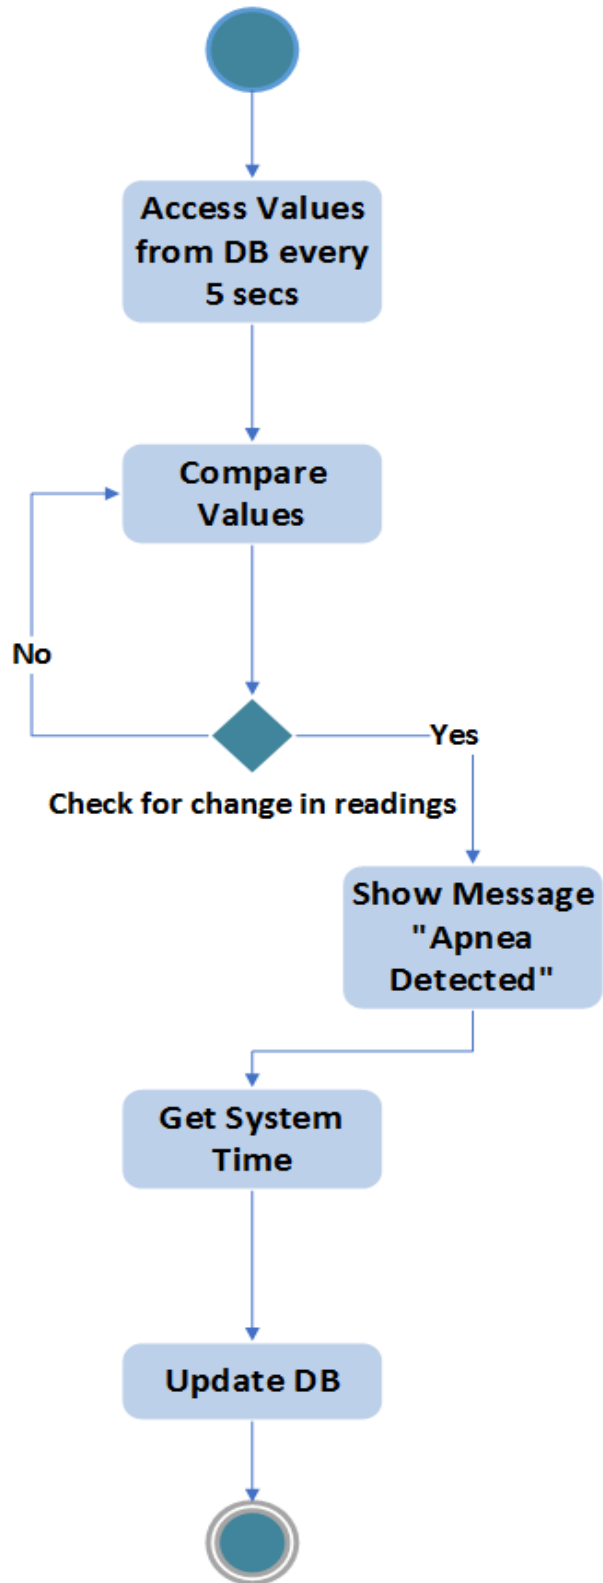 Access Values
from DB every
5 secs
Compare
Values
No
Yes
Check for change in readings
Show Message
"Apnea
Detected"
Get System
Time
Update DB